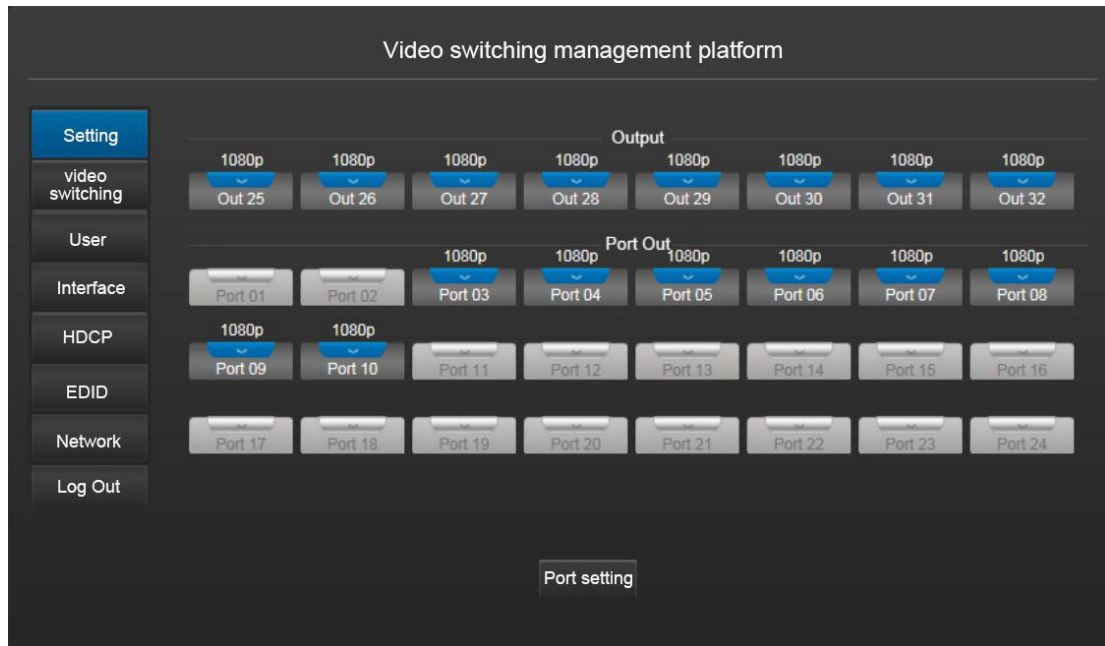 Video switching management platform
Setting
video
switching
User
Interface
HDCP
EDID
Network
Log Out
Output
1080p 1080p 1080p 1080p 1080p 1080p 1080p 1080p
Out 25 Out 26 Out 27 Out 28 Out 29 Out 30 Out 31 Out 32
Port Out
1080p 1080p 1080p 1080p 1080p 1080p
Port 01 Port 02 Port 03 Port 04 Port 05 Port 06 Port 07 Port 08
1080p 1080p
Port 09 Port 10 Port 11 Port 12 Port 13 Port 14 Port 15 Port 16
Port 17 Port 18 Port 19 Port 20 Port 21 Port 22 Port 23 Port 24
Port setting